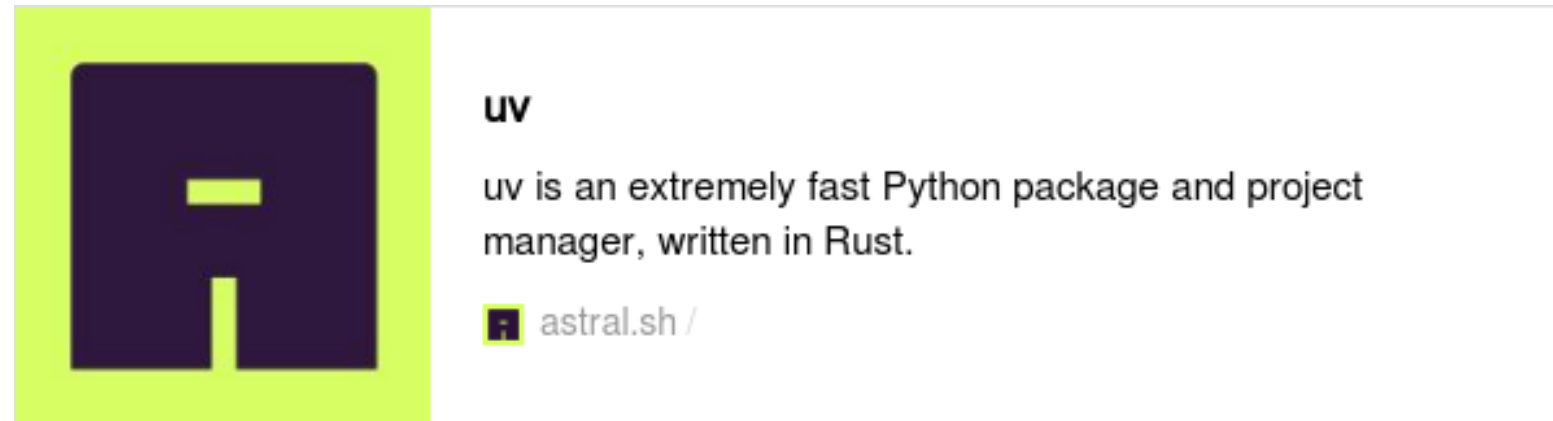 uv
uv is an extremely fast Python package and project
manager, written in Rust.
astral.sh /